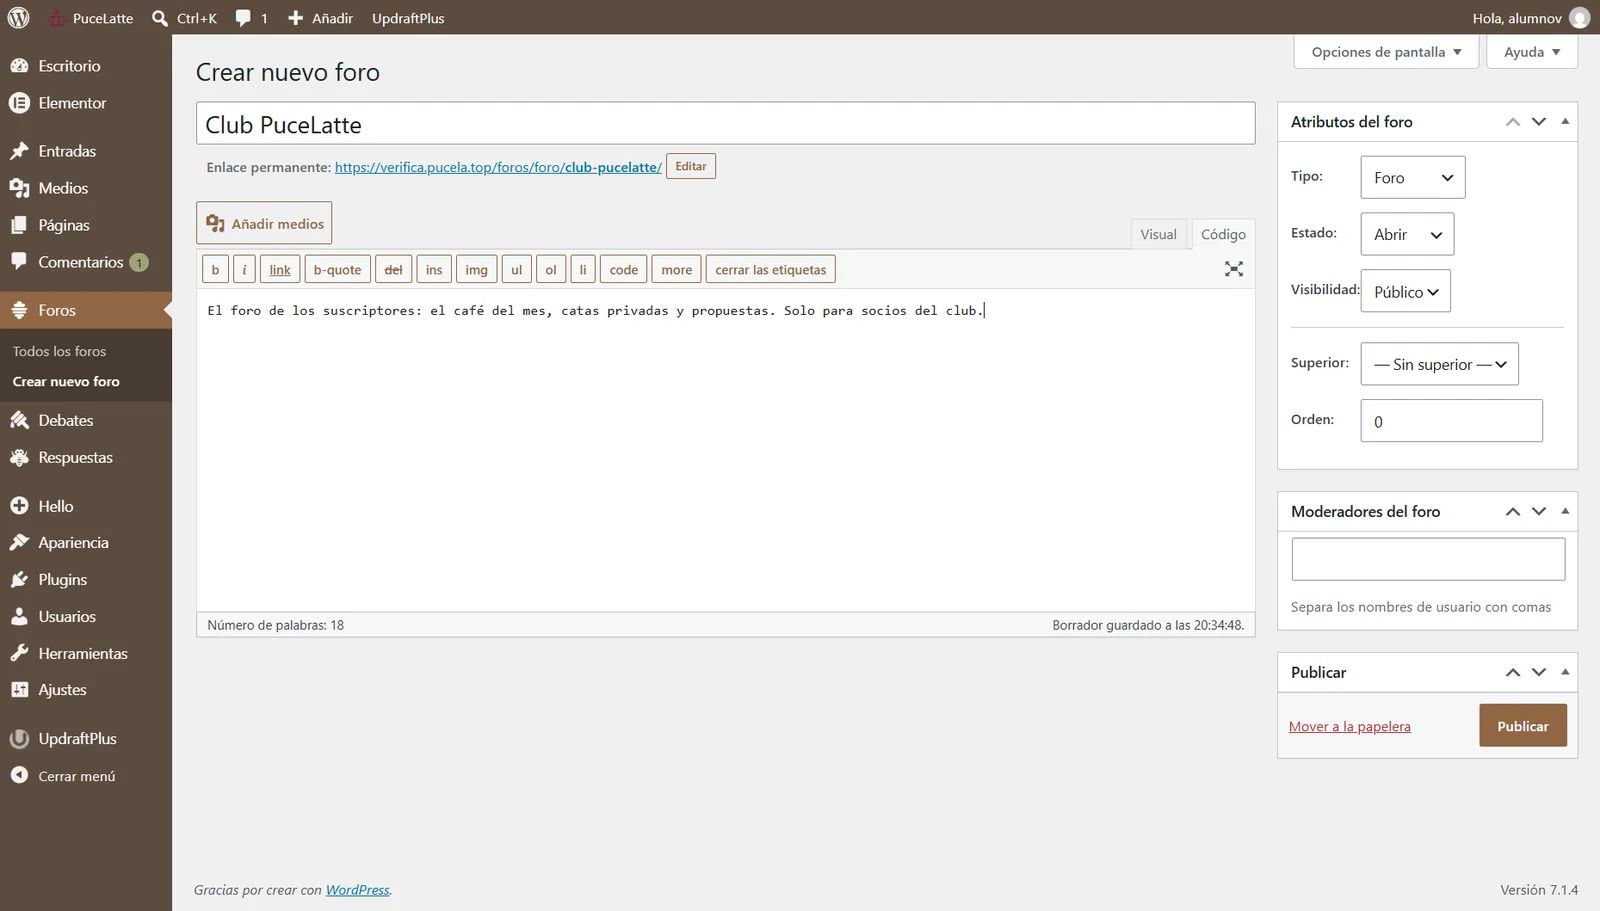 PuceLatte Ctrl+K 1 Añadir UpdraftPlus Hola, alumnov
Escritorio
Elementor
Entradas
Medios
Páginas
Comentarios 1
Foros
Todos los foros
Crear nuevo foro
Debates
Respuestas
Hello
Apariencia
Plugins
Usuarios
Herramientas
Ajustes
UpdraftPlus
Cerrar menú
Opciones de pantalla Ayuda
Crear nuevo foro
Club PuceLatte
Enlace permanente: https://verifica.pucela.top/foros/foro/club-pucelatte/ Editar
Añadir medios
Visual Código
b i link b-quote del ins img ul ol li code more cerrar las etiquetas
El foro de los suscriptores: el café del mes, catas privadas y propuestas. Solo para socios del club.
Número de palabras: 18 Borrador guardado a las 20:34:48.
Atributos del foro
Tipo: Foro
Estado: Abrir
Visibilidad: Público
Superior: — Sin superior —
Orden: 0
Moderadores del foro
Separa los nombres de usuario con comas
Publicar
Mover a la papelera Publicar
Gracias por crear con WordPress. Versión 7.1.4